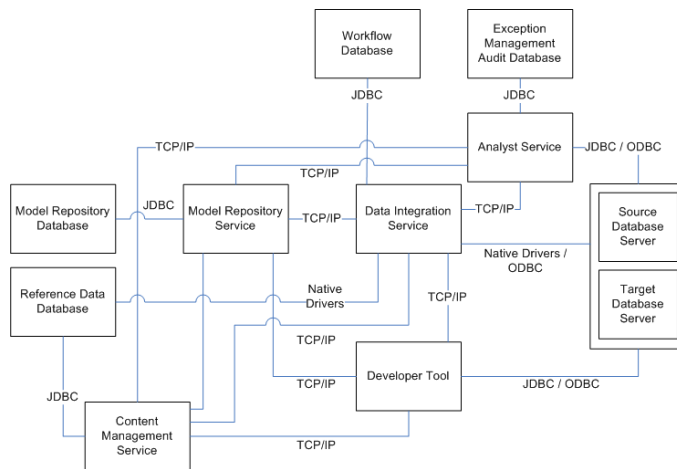 Workflow
Database
Exception
Management
Audit Database
JDBC
JDBC
TCP/IP
Analyst Service
JDBC / ODBC
TCP/IP
Model Repository
Database
JDBC
Model Repository
Service
TCP/IP
Data Integration
Service
TCP/IP
Source
Database
Server
Native Drivers /
ODBC
Reference Data
Database
Native
Drivers
TCP/IP
Target
Database
Server
TCP/IP
JDBC
TCP/IP
Developer Tool
JDBC / ODBC
Content
Management
Service
TCP/IP